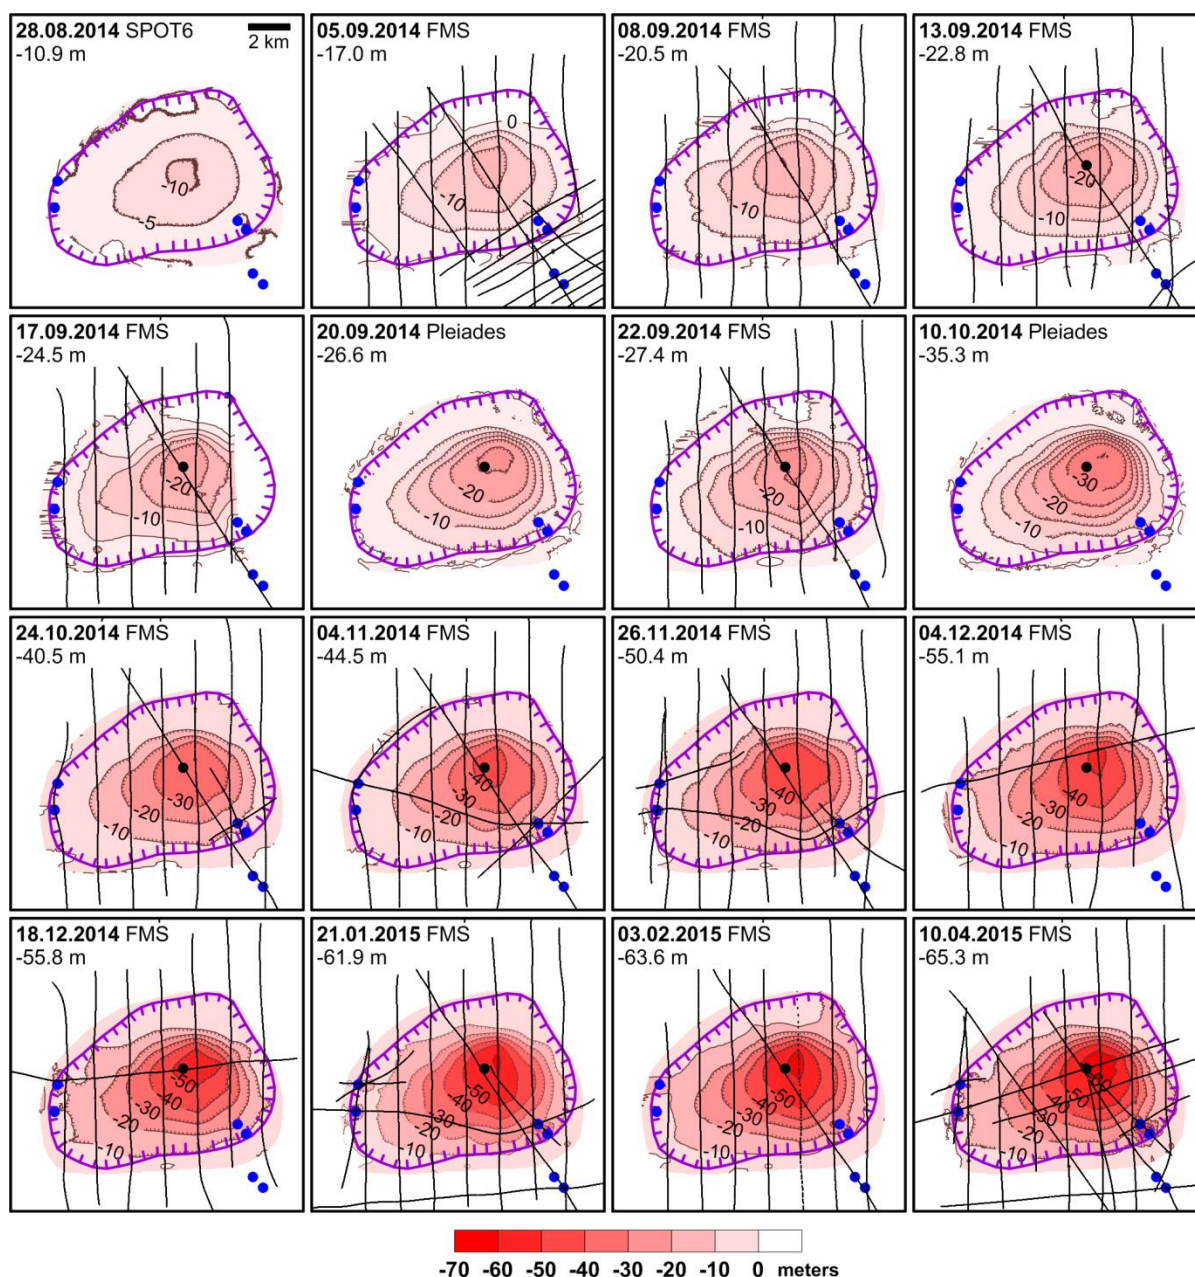 28.08.2014 SPOT6
-10.9 m
2 km
-10
-5
05.09.2014 FMS
-17.0 m
0
-10
08.09.2014 FMS
-20.5 m
-10
13.09.2014 FMS
-22.8 m
-20
-10
17.09.2014 FMS
-24.5 m
-20
-10
20.09.2014 Pleiades
-26.6 m
-20
-10
22.09.2014 FMS
-27.4 m
-20
-10
10.10.2014 Pleiades
-35.3 m
-30
-20
-10
24.10.2014 FMS
-40.5 m
-30
-20
-10
04.11.2014 FMS
-44.5 m
-40
-30
-20
-10
26.11.2014 FMS
-50.4 m
-40
-30
-20
-10
04.12.2014 FMS
-55.1 m
-40
-30
-20
-10
18.12.2014 FMS
-55.8 m
-50
-40
-30
-20
-10
21.01.2015 FMS
-61.9 m
-50
-40
-30
-20
-10
03.02.2015 FMS
-63.6 m
-50
-40
-30
-20
-10
10.04.2015 FMS
-65.3 m
-60
-50
-40
-30
-20
-10
-70 -60 -50 -40 -30 -20 -10 0 meters